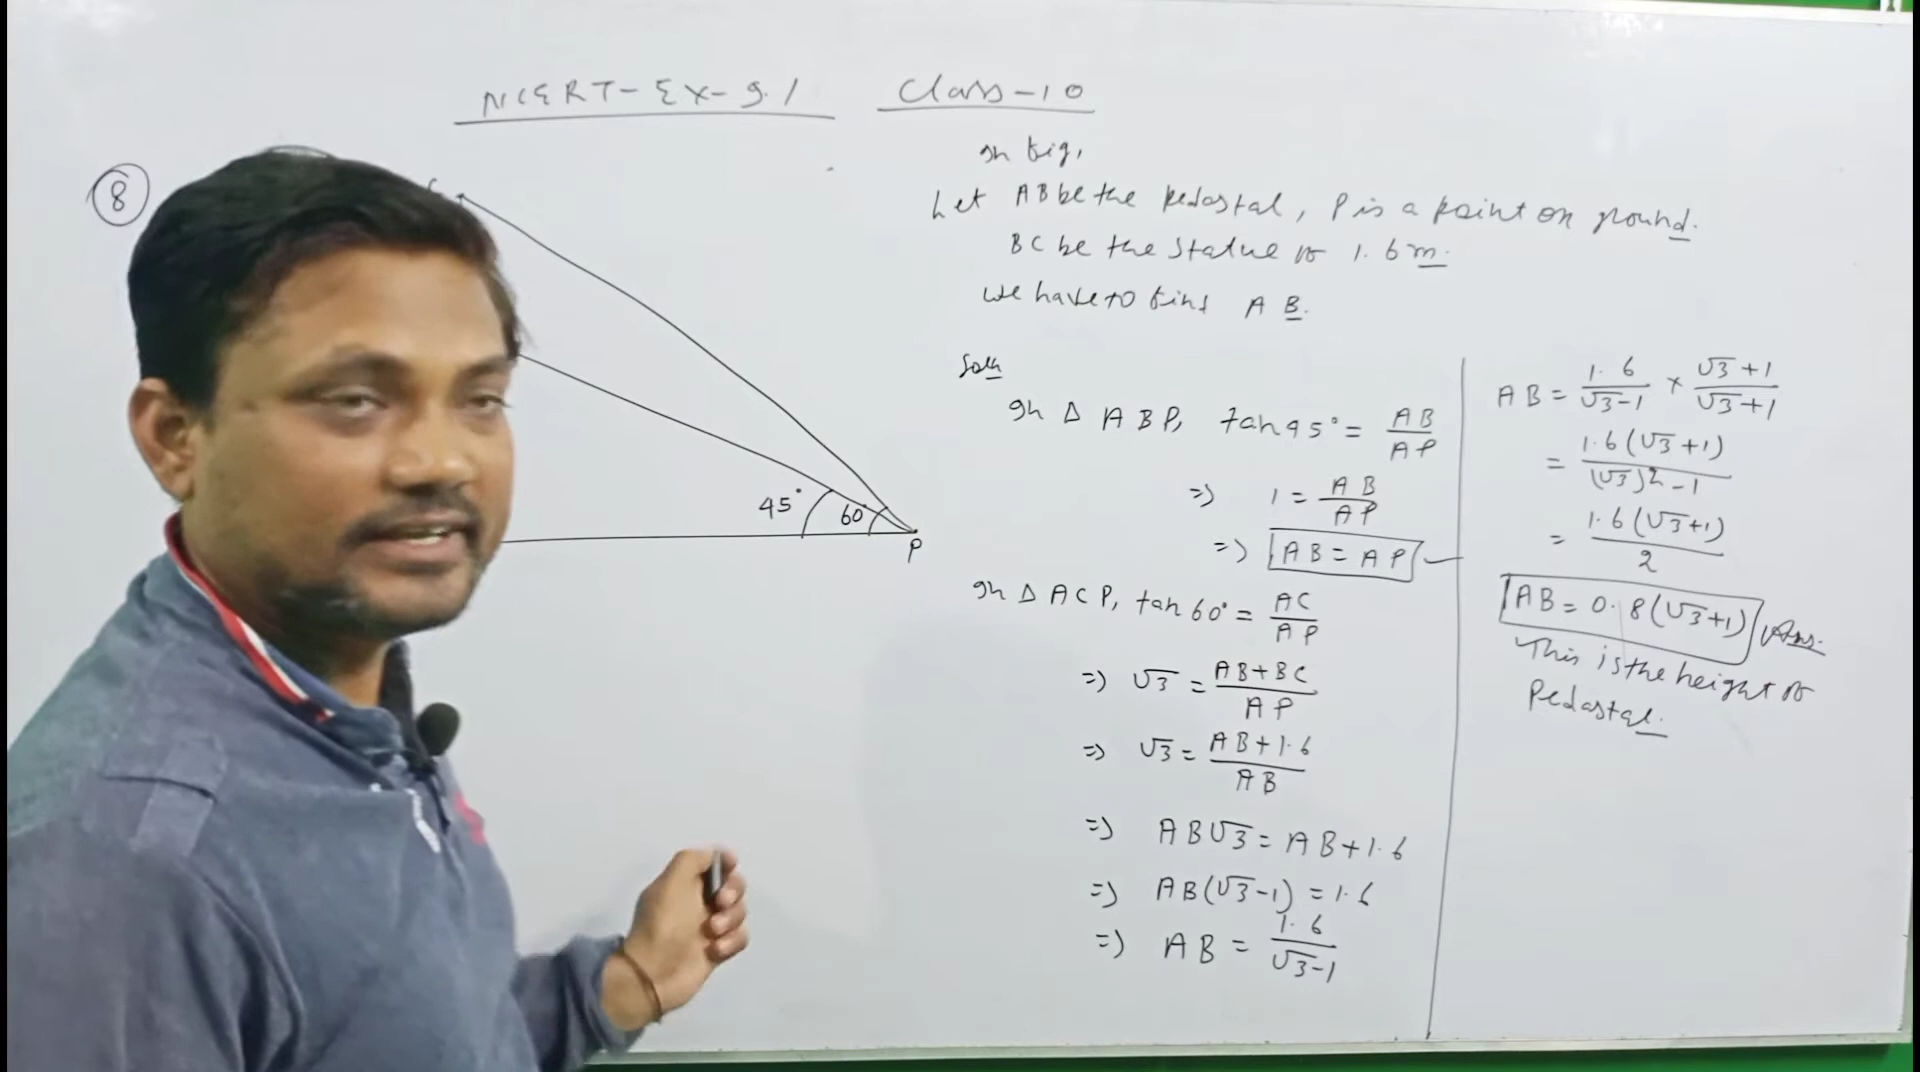 NCERT-EX-9.1 Class-10
8
In fig,
Let AB be the pedastal, P is a point on ground.
BC be the statue of 1.6m.
We have to find AB.
C
45° 60°
P
Soln
In Δ ABP, tan45° = AB/AP
=> 1 = AB/AP
=> AB = AP
In Δ ACP, tan60° = AC/AP
=> √3 = AB+BC/AP
=> √3 = AB+1.6/AB
=> AB√3 = AB+1.6
=> AB(√3-1) = 1.6
=> AB = 1.6/√3-1
AB = 1.6/√3-1 × √3+1/√3+1
= 1.6(√3+1)/(√3)2-1
= 1.6(√3+1)/2
AB = 0.8(√3+1) Ans.
This is the height of
Pedastal.